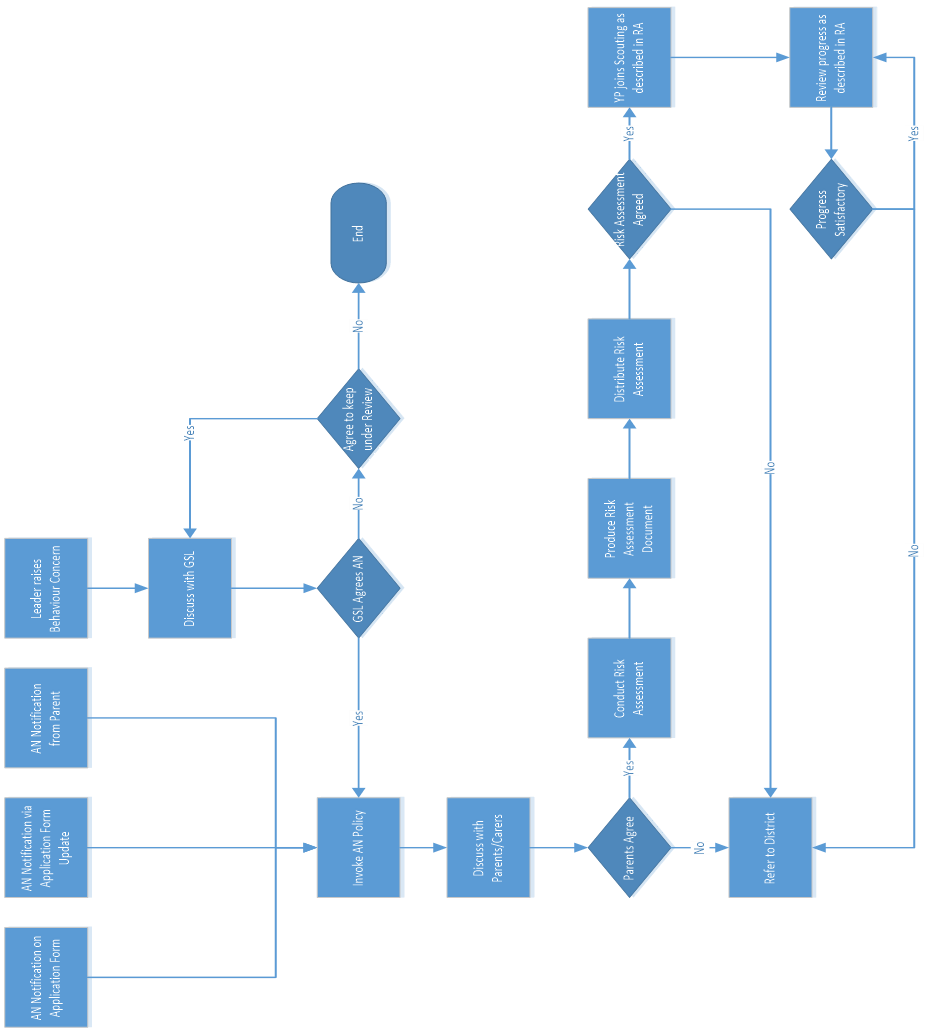 AN Notification on
Application Form
AN Notification via
Application Form
Update
AN Notification
from Parent
Leader raises
Behaviour Concern
Discuss with GSL
Yes
Invoke AN Policy
Yes
GSL Agrees AN
No
Agree to keep
under Review
No
End
Discuss with
Parents/Carers
Parents Agree
Yes
Conduct Risk
Assessment
Produce Risk
Assessment
Document
Distribute Risk
Assessment
Risk Assessment
Agreed
Yes
YP joins Scouting as
described in RA
No
Refer to District
No
Progress
Satisfactory
Review progress as
described in RA
No
Yes